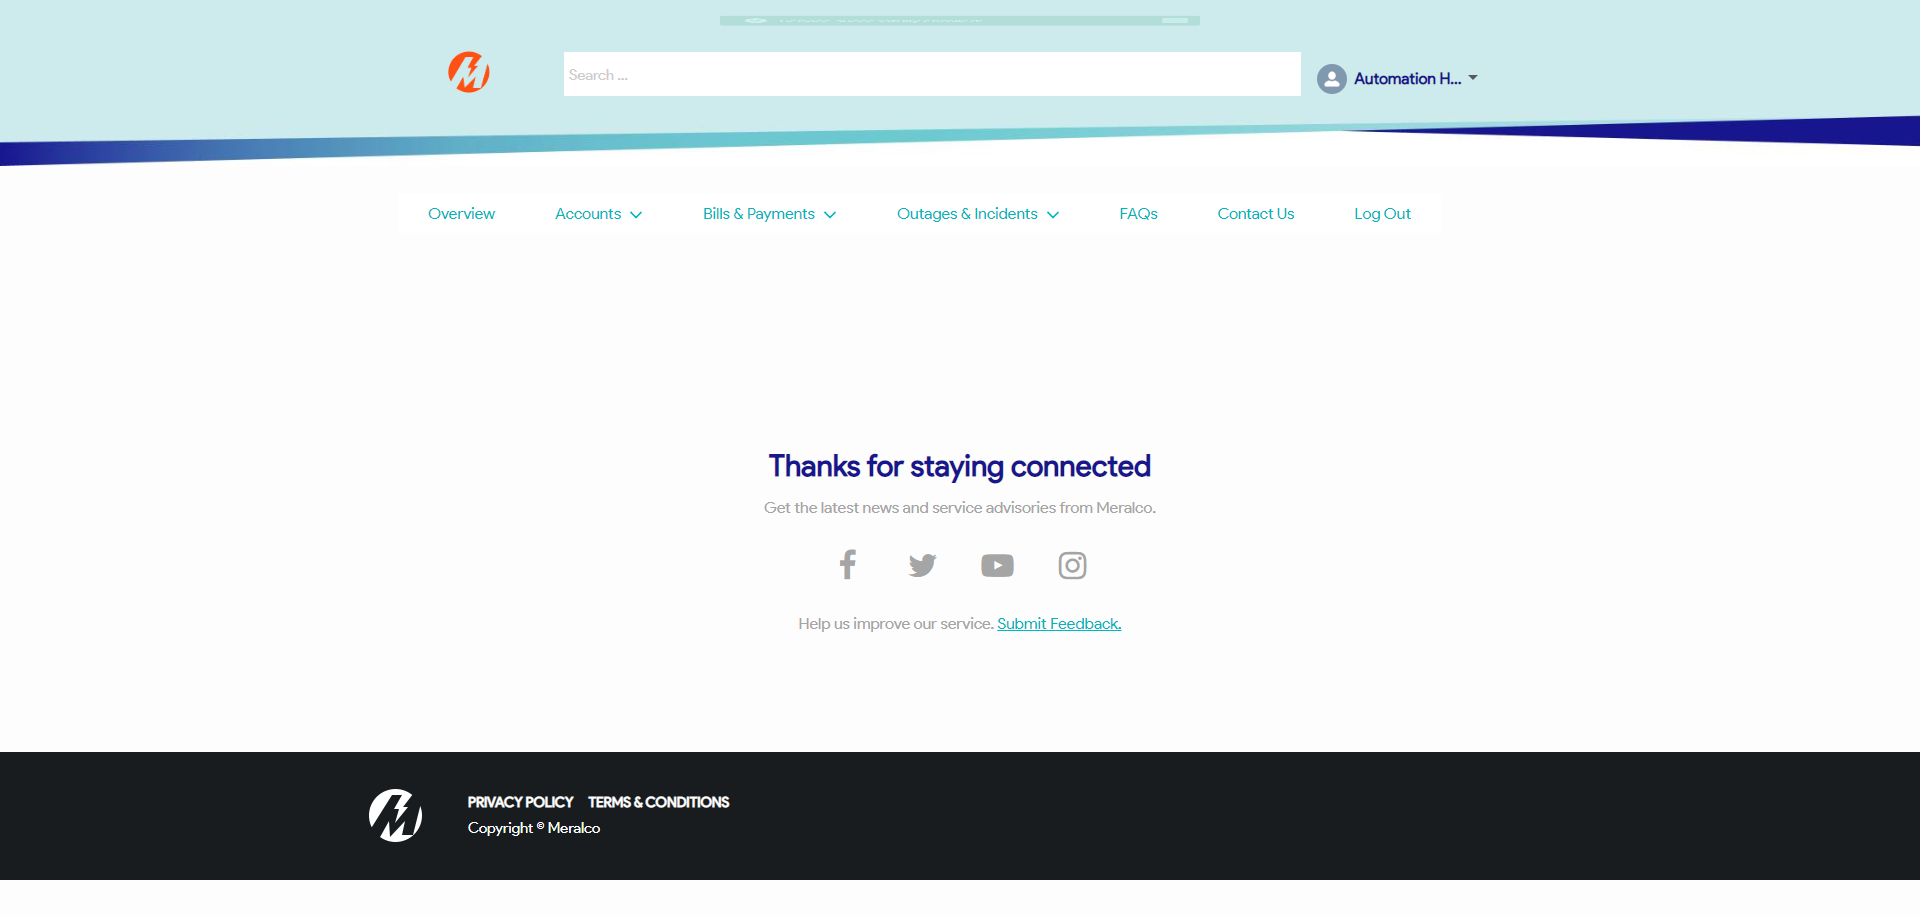 Search ...
Automation H...
Overview
Accounts
Bills & Payments
Outages & Incidents
FAQs
Contact Us
Log Out
Thanks for staying connected
Get the latest news and service advisories from Meralco.
Help us improve our service. Submit Feedback.
PRIVACY POLICY TERMS & CONDITIONS
Copyright © Meralco